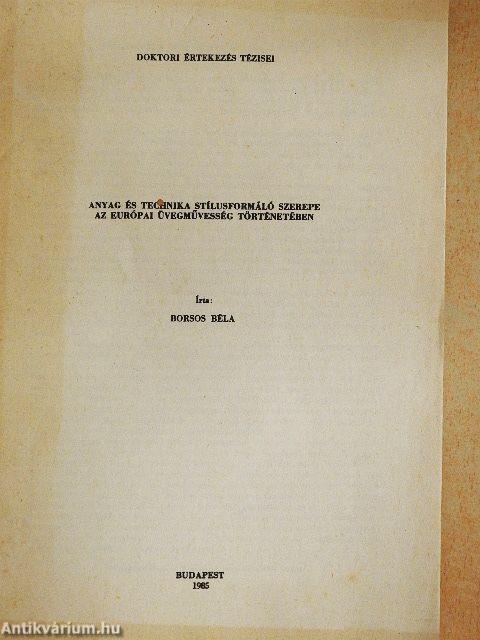 DOKTORI ÉRTEKEZÉS TÉZISEI
ANYAG ÉS TECHNIKA STÍLUSFORMÁLÓ SZEREPE
AZ EURÓPAI ÜVEGMŰVESSÉG TÖRTÉNETÉBEN
Írta:
BORSOS BÉLA
BUDAPEST
1985
Antikvárium.hu